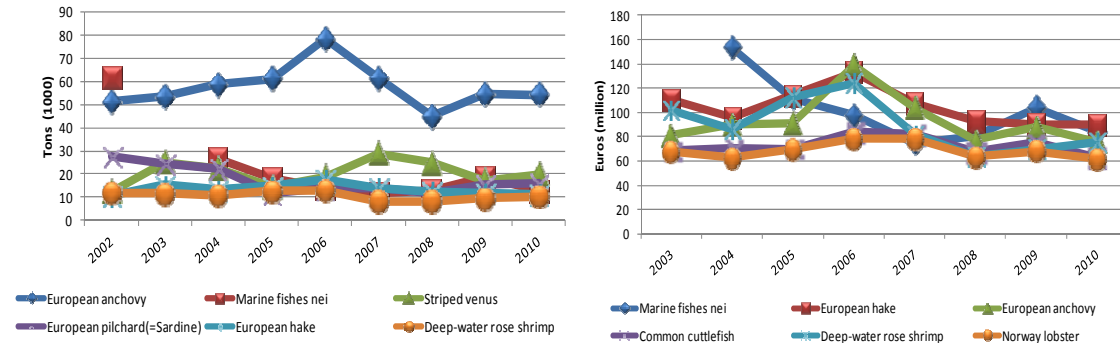 90
80
70
60
50
40
30
20
10
0
Tons (1000)
2002 2003 2004 2005 2006 2007 2008 2009 2010
European anchovy Marine fishes nei Striped venus
European pilchard(=Sardine) European hake Deep-water rose shrimp
180
160
140
120
100
80
60
40
20
0
Euros (million)
2003 2004 2005 2006 2007 2008 2009 2010
Marine fishes nei European hake European anchovy
Common cuttlefish Deep-water rose shrimp Norway lobster